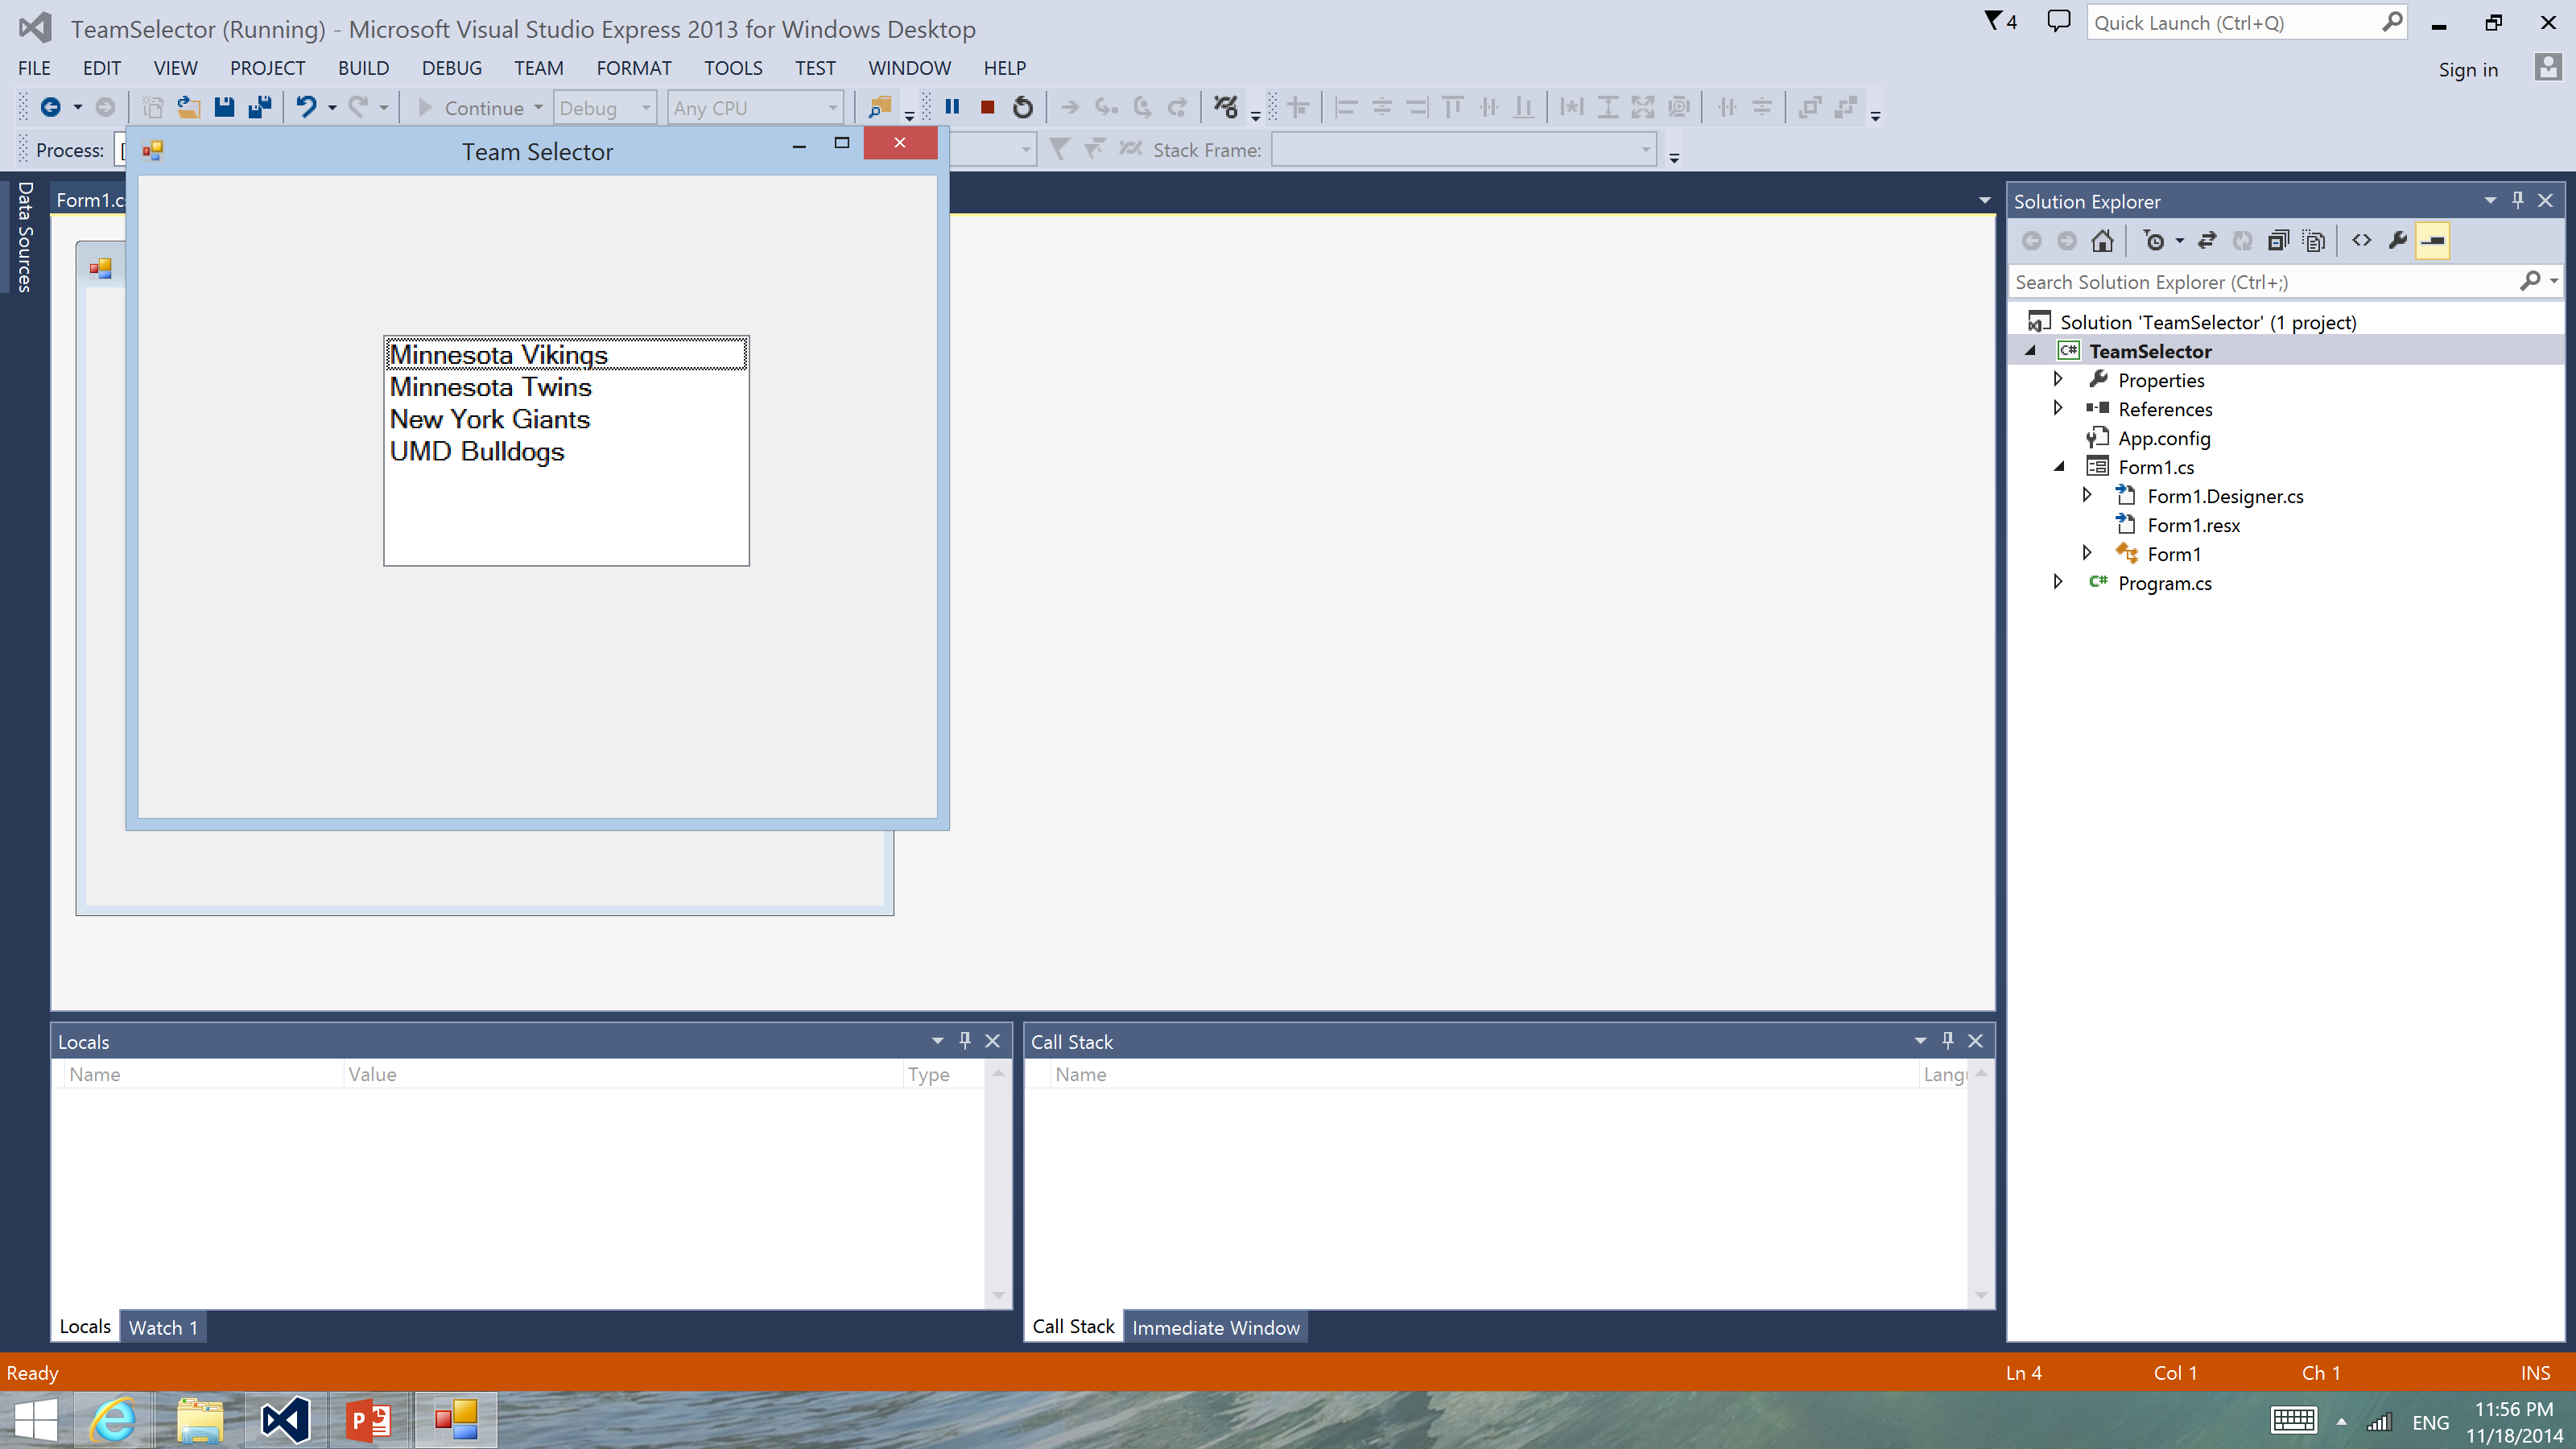 TeamSelector (Running) - Microsoft Visual Studio Express 2013 for Windows Desktop
4
Quick Launch (Ctrl+Q)
FILE EDIT VIEW PROJECT BUILD DEBUG TEAM FORMAT TOOLS TEST WINDOW HELP
Sign in
Continue Debug Any CPU
Process: [
Stack Frame:
Team Selector
Data Sources
Form1.c
Minnesota Vikings
Minnesota Twins
New York Giants
UMD Bulldogs
Solution Explorer
Search Solution Explorer (Ctrl+;)
Solution 'TeamSelector' (1 project)
C# TeamSelector
Properties
References
App.config
Form1.cs
Form1.Designer.cs
Form1.resx
Form1
C# Program.cs
Locals
Name Value Type
Locals Watch 1
Call Stack
Name Lang
Call Stack Immediate Window
Ready Ln 4 Col 1 Ch 1 INS
P
ENG
11:56 PM
11/18/2014